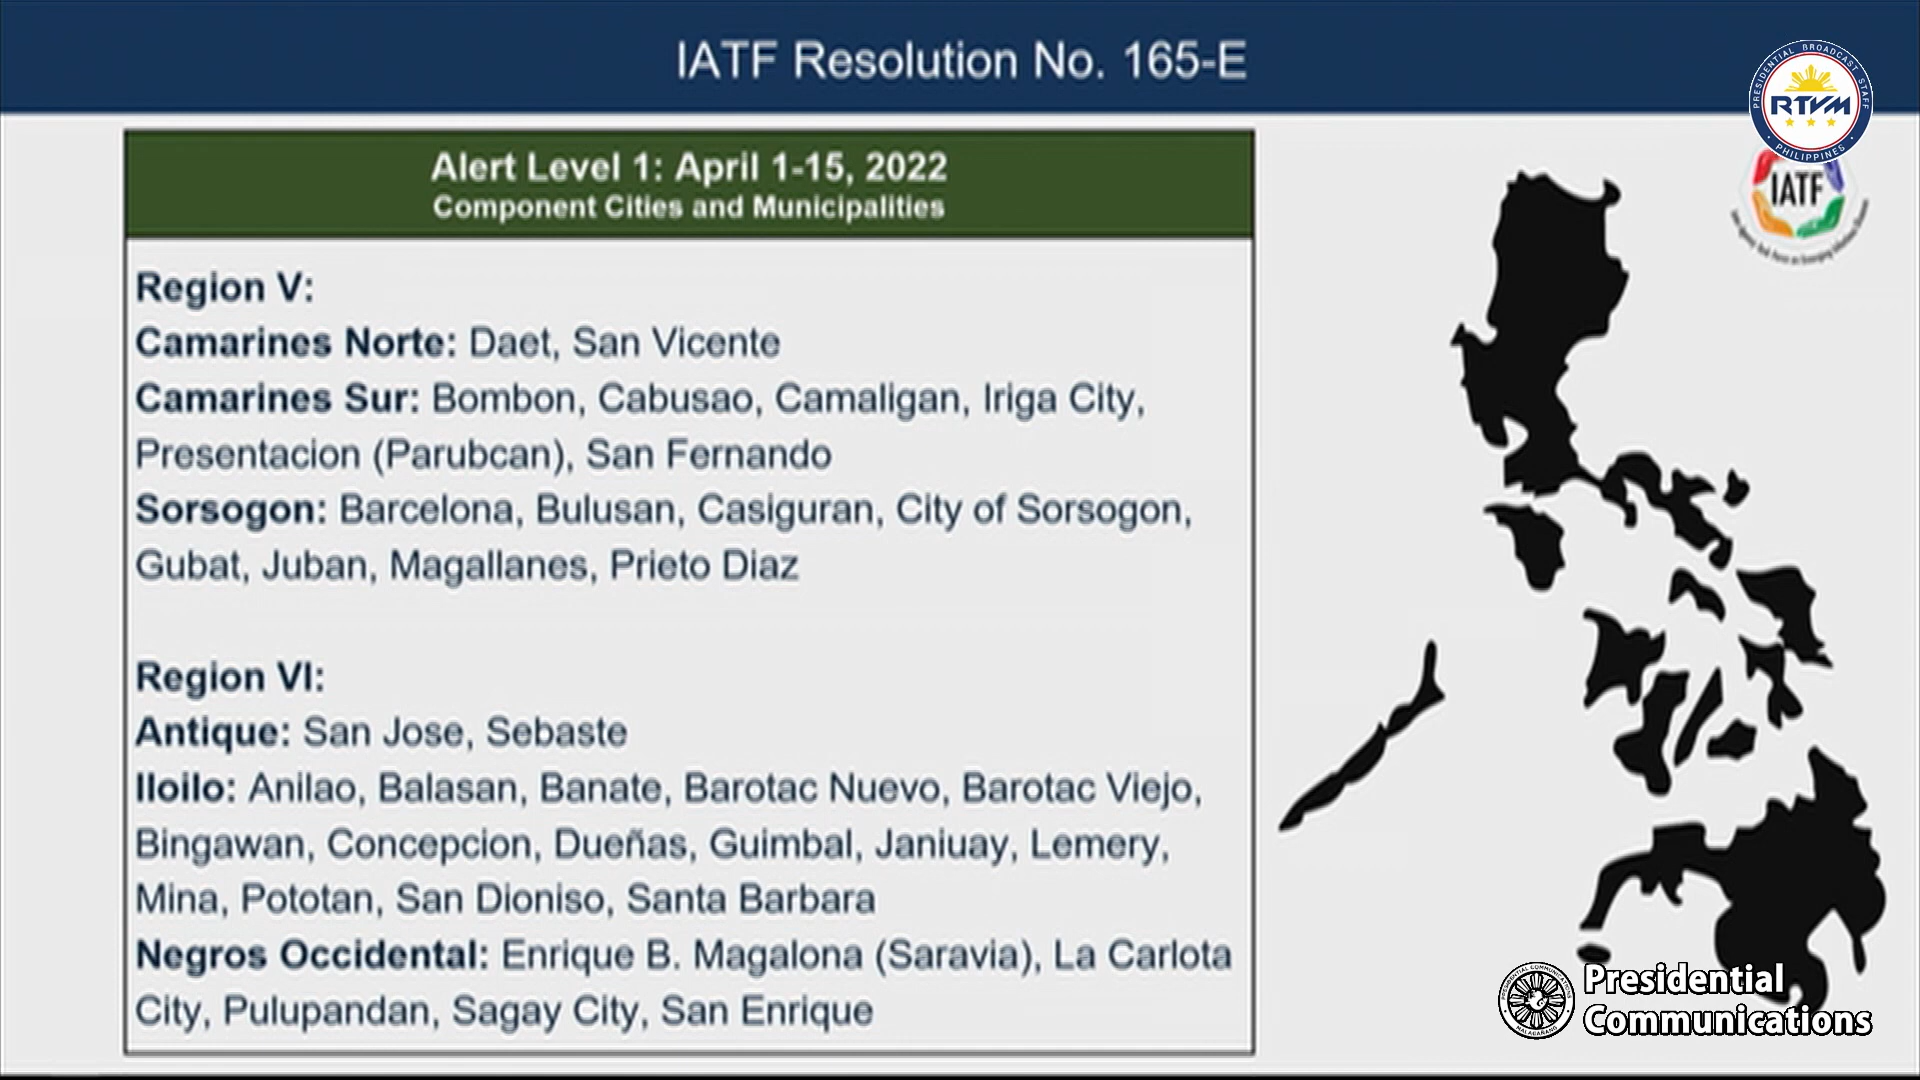 IATF Resolution No. 165-E
PRESIDENTIAL BROADCAST STAFF
RTVM
PHILIPPINES
IATF
Alert Level 1: April 1-15, 2022
Component Cities and Municipalities
Region V:
Camarines Norte: Daet, San Vicente
Camarines Sur: Bombon, Cabusao, Camaligan, Iriga City,
Presentacion (Parubcan), San Fernando
Sorsogon: Barcelona, Bulusan, Casiguran, City of Sorsogon,
Gubat, Juban, Magallanes, Prieto Diaz
Region VI:
Antique: San Jose, Sebaste
Iloilo: Anilao, Balasan, Banate, Barotac Nuevo, Barotac Viejo,
Bingawan, Concepcion, Dueñas, Guimbal, Janiuay, Lemery,
Mina, Pototan, San Dioniso, Santa Barbara
Negros Occidental: Enrique B. Magalona (Saravia), La Carlota
City, Pulupandan, Sagay City, San Enrique
Presidential
Communications